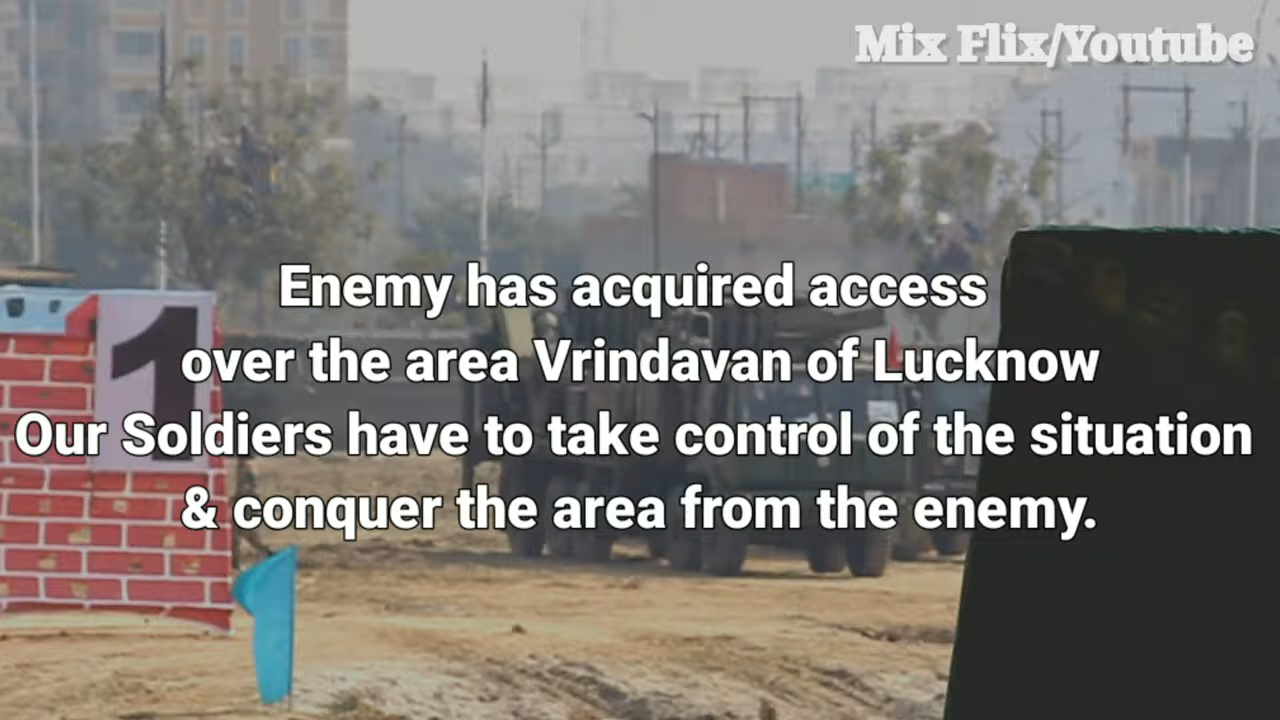 Mix Flix/Youtube
1
Enemy has acquired access
over the area Vrindavan of Lucknow
Our Soldiers have to take control of the situation
& conquer the area from the enemy.